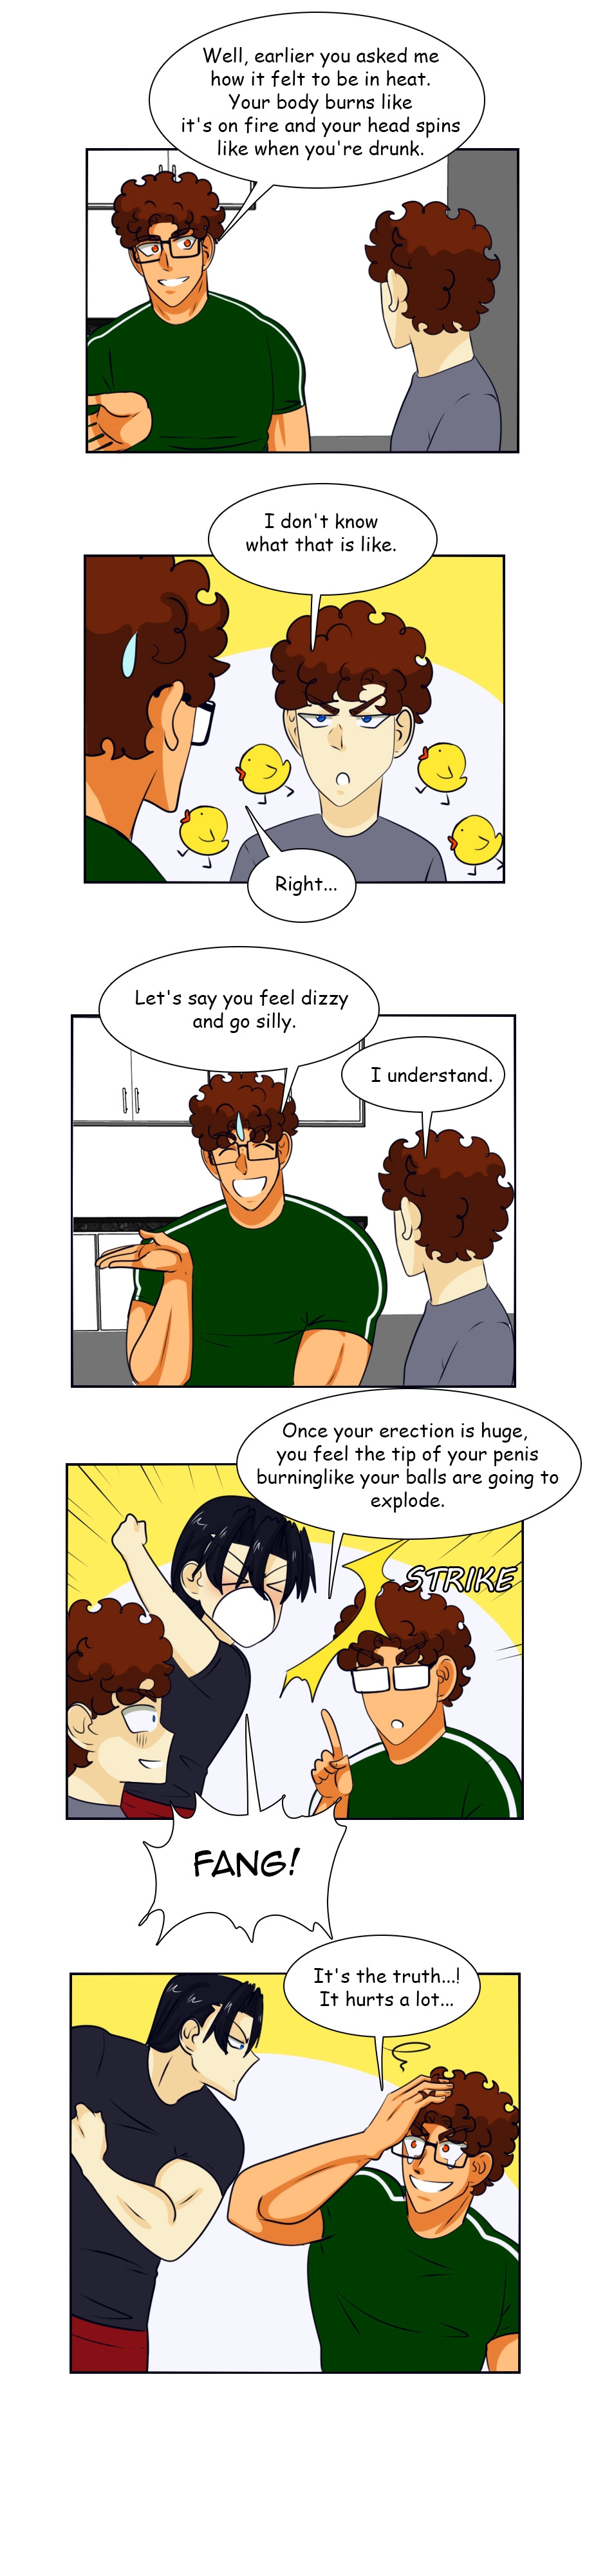 Well, earlier you asked me
how it felt to be in heat.
Your body burns like
it's on fire and your head spins
like when you're drunk.
I don't know
what that is like.
Right...
Let's say you feel dizzy
and go silly.
I understand.
Once your erection is huge,
you feel the tip of your penis
burninglike your balls are going to
explode.
STRIKE
FANG!
It's the truth...!
It hurts a lot...